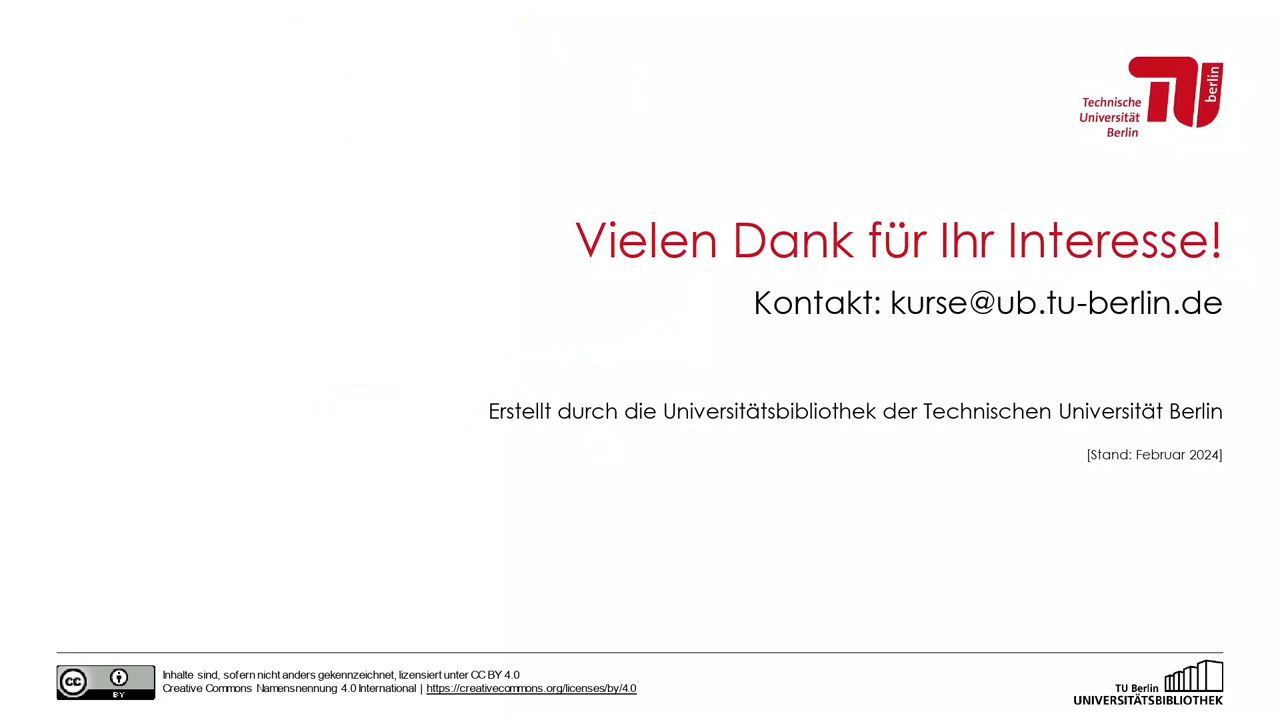 Technische
Universität
Berlin
berlin
Vielen Dank für Ihr Interesse!
Kontakt: kurse@ub.tu-berlin.de
Erstellt durch die Universitätsbibliothek der Technischen Universität Berlin
[Stand: Februar 2024]
cc
BY
Inhalte sind, sofern nicht anders gekennzeichnet, lizensiert unter CC BY 4.0
Creative Commons Namensnennung 4.0 International | https://creativecommons.org/licenses/by/4.0
TU Berlin
UNIVERSITÄTSBIBLIOTHEK